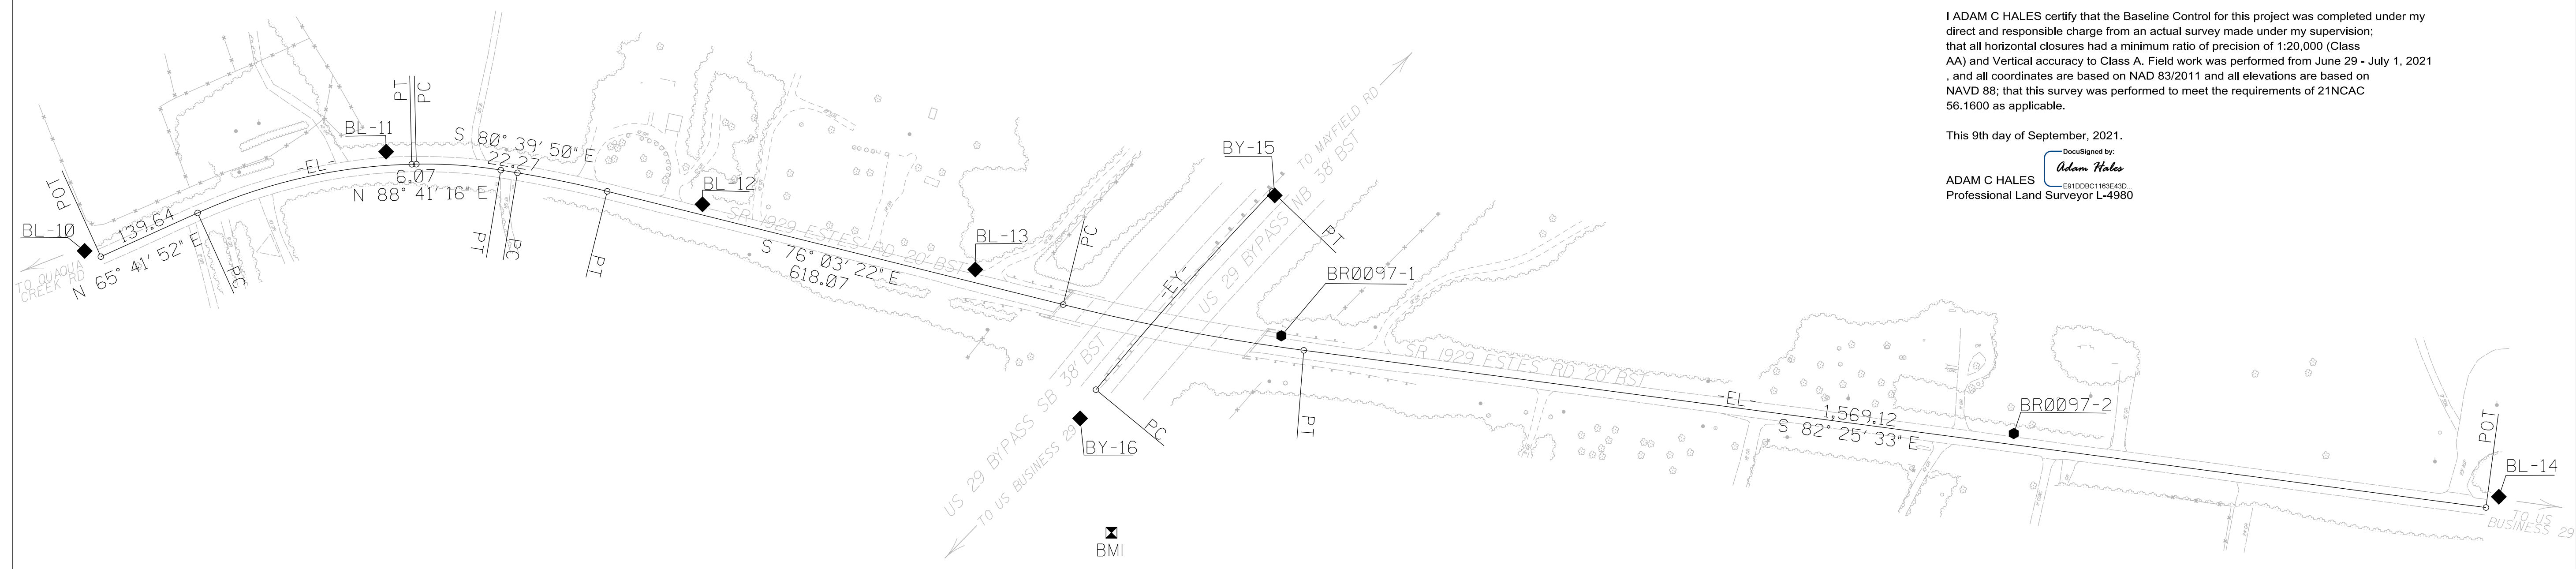 I ADAM C HALES certify that the Baseline Control for this project was completed under my
direct and responsible charge from an actual survey made under my supervision;
that all horizontal closures had a minimum ratio of precision of 1:20,000 (Class
AA) and Vertical accuracy to Class A. Field work was performed from June 29 - July 1, 2021
, and all coordinates are based on NAD 83/2011 and all elevations are based on
NAVD 88; that this survey was performed to meet the requirements of 21NCAC
56.1600 as applicable.
This 9th day of September, 2021.
DocuSigned by:
Adam Hales
E91DDBC1163E43D...
ADAM C HALES
Professional Land Surveyor L-4980
BL-10
POT
139.64
N 65° 41' 52" E
TO QUAQUA
CREEK RD
PC
-EL-
BL-11
PT
PC
6.07
N 88° 41' 16" E
S 80° 39' 50" E
22.27
PT
PC
PT
BL-12
SR 1929 ESTES RD 20' BST
S 76° 03' 22" E
618.07
BL-13
PC
BY-15
TO MAYFIELD RD
PT
-EY-
US 29 BYPASS NB 38' BST
BR0097-1
US 29 BYPASS SB 38' BST
TO US BUSINESS 29
PC
BY-16
BM1
PT
SR 1929 ESTES RD 20' BST
-EL-
1,569.12
S 82° 25' 33" E
BR0097-2
POT
BL-14
TO US
BUSINESS 29